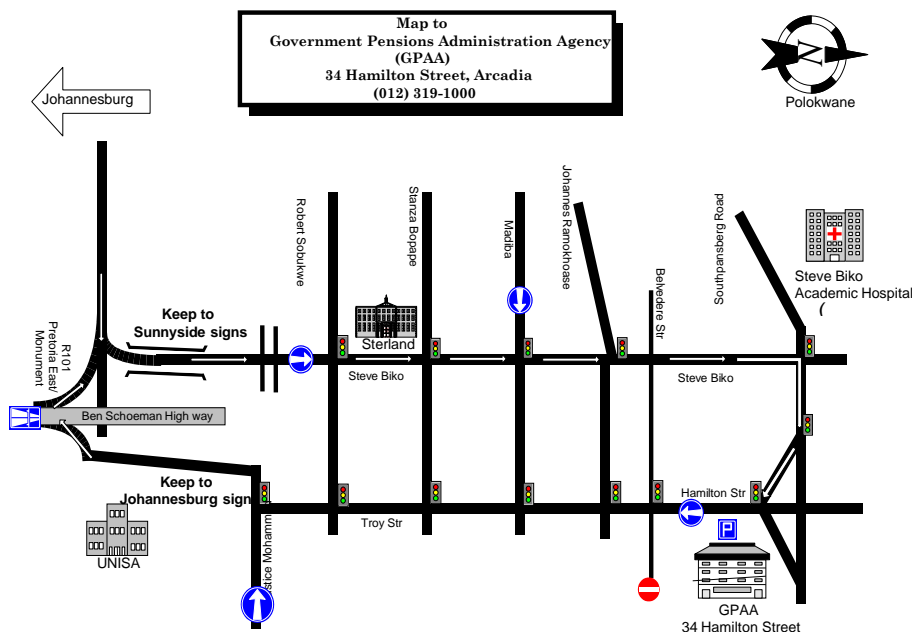 Map to
Government Pensions Administration Agency
(GPAA)
34 Hamilton Street, Arcadia
(012) 319-1000
N
Polokwane
Johannesburg
Robert Sobukwe
Stanza Bopape
Madiba
Johannes Ramokhoase
Belvedere Str
Southpansberg Road
Steve Biko
Academic Hospital
(
Keep to
Sunnyside signs
Sterland
R101
Pretoria East/
Monument
Steve Biko
Steve Biko
Ben Schoeman High way
Keep to
Johannesburg sign
Hamilton Str
Troy Str
P
UNISA
stice Mohamm
GPAA
34 Hamilton Street